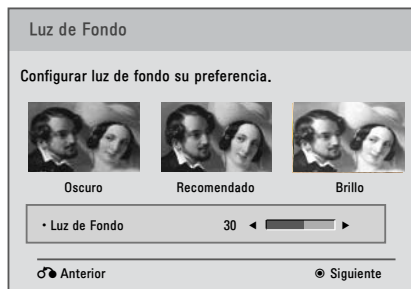 Luz de Fondo
Configurar luz de fondo su preferencia.
Oscuro Recomendado Brillo
• Luz de Fondo 30 ◄ ►
Anterior ◉ Siguiente